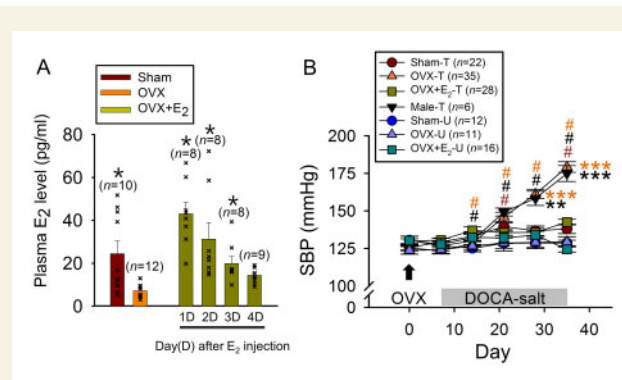 A
Sham
OVX
OVX+E2
Plasma E2 level (pg/ml)
80
60
40
20
0
*
(n=10)
(n=12)
*
(n=8)
*
(n=8)
*
(n=8)
(n=9)
1D 2D 3D 4D
Day(D) after E2 injection
B
Sham-T (n=22)
OVX-T (n=35)
OVX+E2-T (n=28)
Male-T (n=6)
Sham-U (n=12)
OVX-U (n=11)
OVX+E2-U (n=16)
SBP (mmHg)
200
175
150
125
0
#
#
#
#
#
#
#
#
#
#
***
***
***
**
OVX
DOCA-salt
0 10 20 30 40
Day